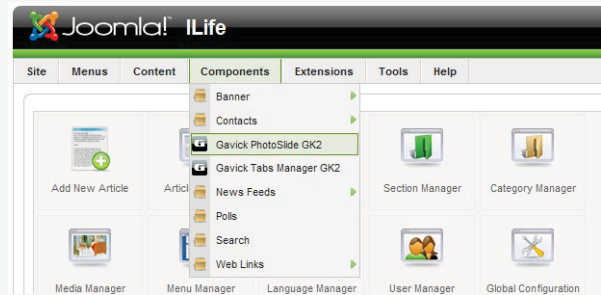 Joomla! ILife
Site Menus Content Components Extensions Tools Help
Banner
Contacts
Gavick PhotoSlide GK2
Gavick Tabs Manager GK2
News Feeds
Polls
Search
Web Links
Add New Article Artic Section Manager Category Manager
Media Manager Menu Manager Language Manager User Manager Global Configuration